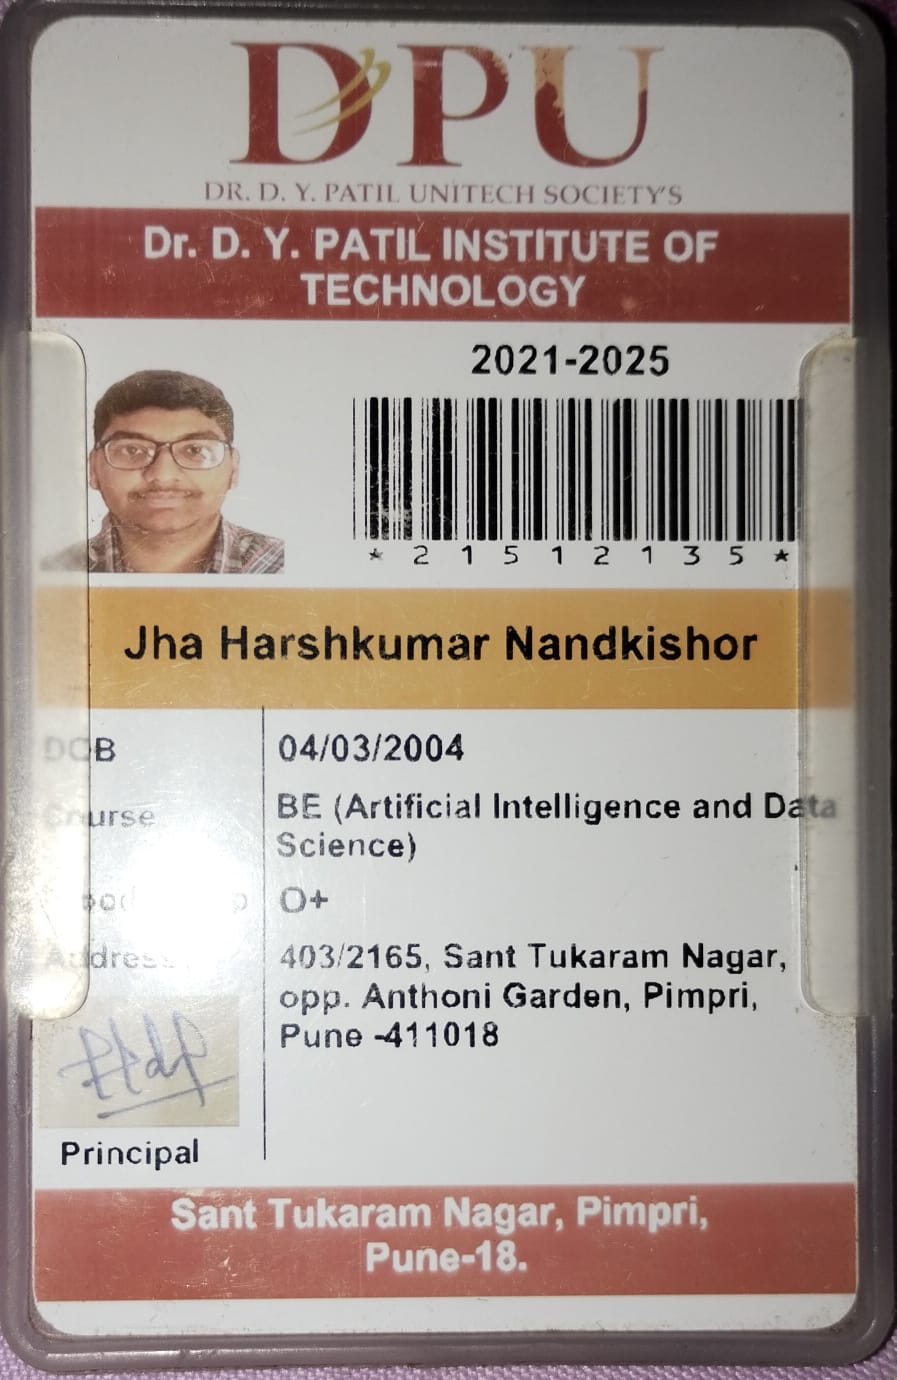 DPU
DR. D. Y. PATIL UNITECH SOCIETY'S
Dr. D. Y. PATIL INSTITUTE OF
TECHNOLOGY
2021-2025
*21512135*
Jha Harshkumar Nandkishor
DOB 04/03/2004
Course BE (Artificial Intelligence and Data
Science)
O+
Address 403/2165, Sant Tukaram Nagar,
opp. Anthoni Garden, Pimpri,
Pune -411018
Principal
Sant Tukaram Nagar, Pimpri,
Pune-18.